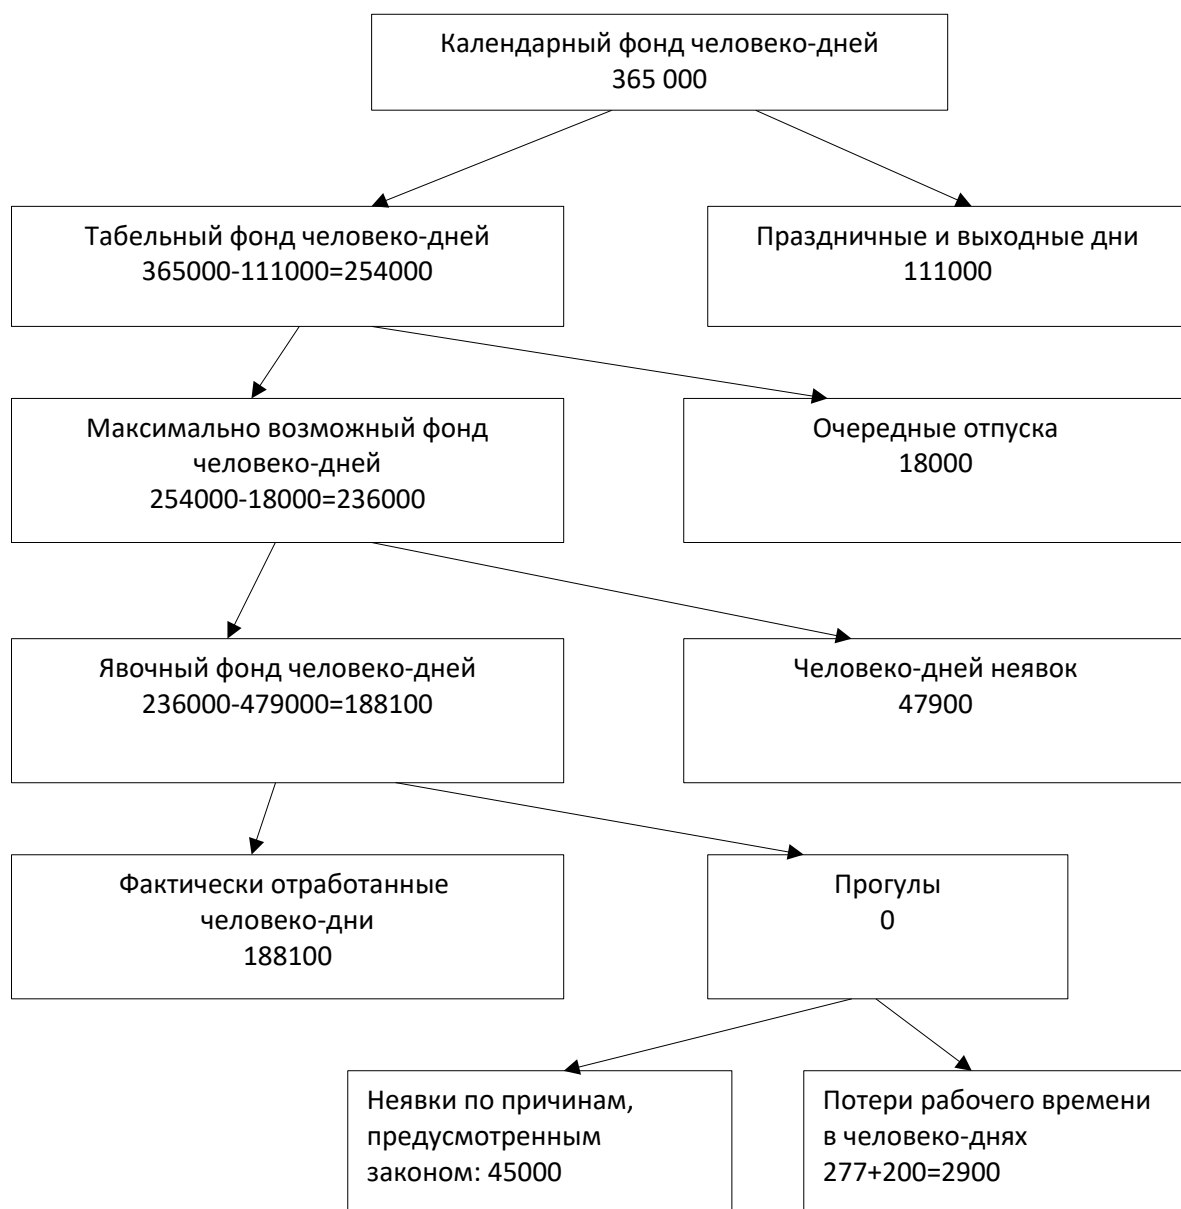 Календарный фонд человеко-дней
365 000
Табельный фонд человеко-дней
365000-111000=254000
Праздничные и выходные дни
111000
Максимально возможный фонд
человеко-дней
254000-18000=236000
Очередные отпуска
18000
Явочный фонд человеко-дней
236000-479000=188100
Человеко-дней неявок
47900
Фактически отработанные
человеко-дни
188100
Прогулы
0
Неявки по причинам,
предусмотренным
законом: 45000
Потери рабочего времени
в человеко-днях
277+200=2900